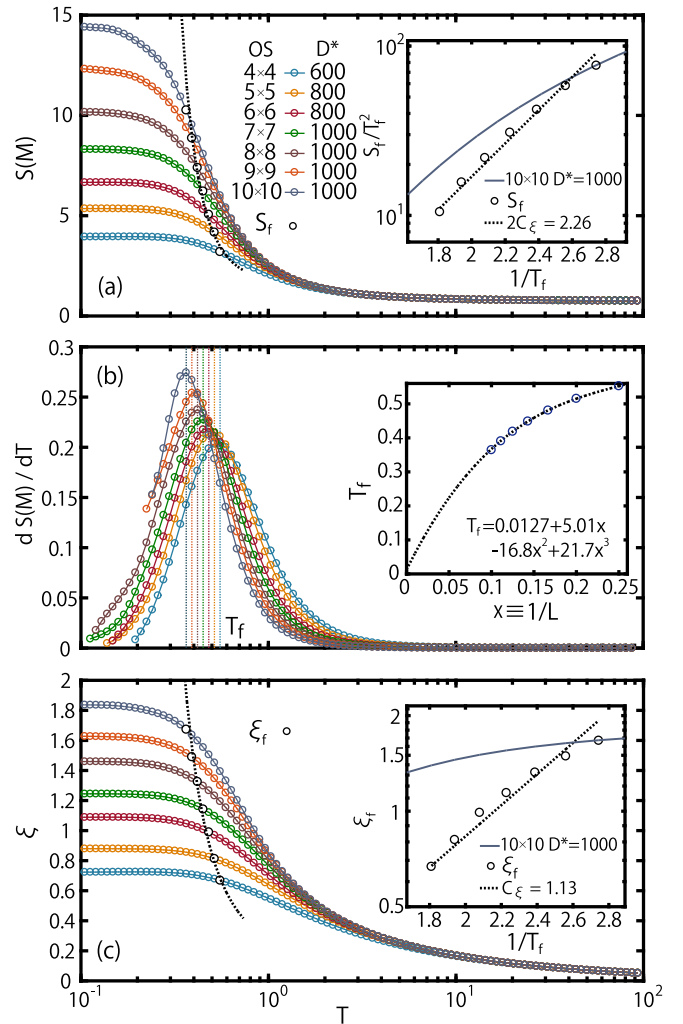 15
10
5
0
S(M)
(a)
OS D*
4×4 600
5×5 800
6×6 800
7×7 1000
8×8 1000
9×9 1000
10×10 1000
S_f
10²
10¹
S_f/T_f²
10×10 D*=1000
S_f
2C_ξ = 2.26
1.8 2 2.2 2.4 2.6 2.8
1/T_f
0.3
0.25
0.2
0.15
0.1
0.05
0
d S(M) / dT
(b)
T_f
0.5
0.4
0.3
0.2
0.1
0
T_f
T_f=0.0127+5.01x
-16.8x²+21.7x³
0 0.05 0.1 0.15 0.2 0.25
x≡1/L
2
1.8
1.6
1.4
1.2
1
0.8
0.6
0.4
0.2
0
ξ
(c)
ξ_f
2
1.5
1
0.5
ξ_f
10×10 D*=1000
ξ_f
C_ξ = 1.13
1.8 2 2.2 2.4 2.6 2.8
1/T_f
10⁻¹ 10⁰ 10¹ 10²
T